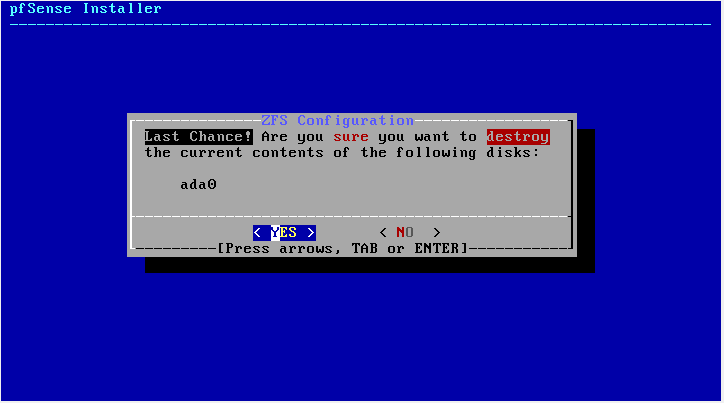 pfSense Installer
ZFS Configuration
Last Chance! Are you sure you want to destroy
the current contents of the following disks:
ada0
< YES > < NO >
[Press arrows, TAB or ENTER]